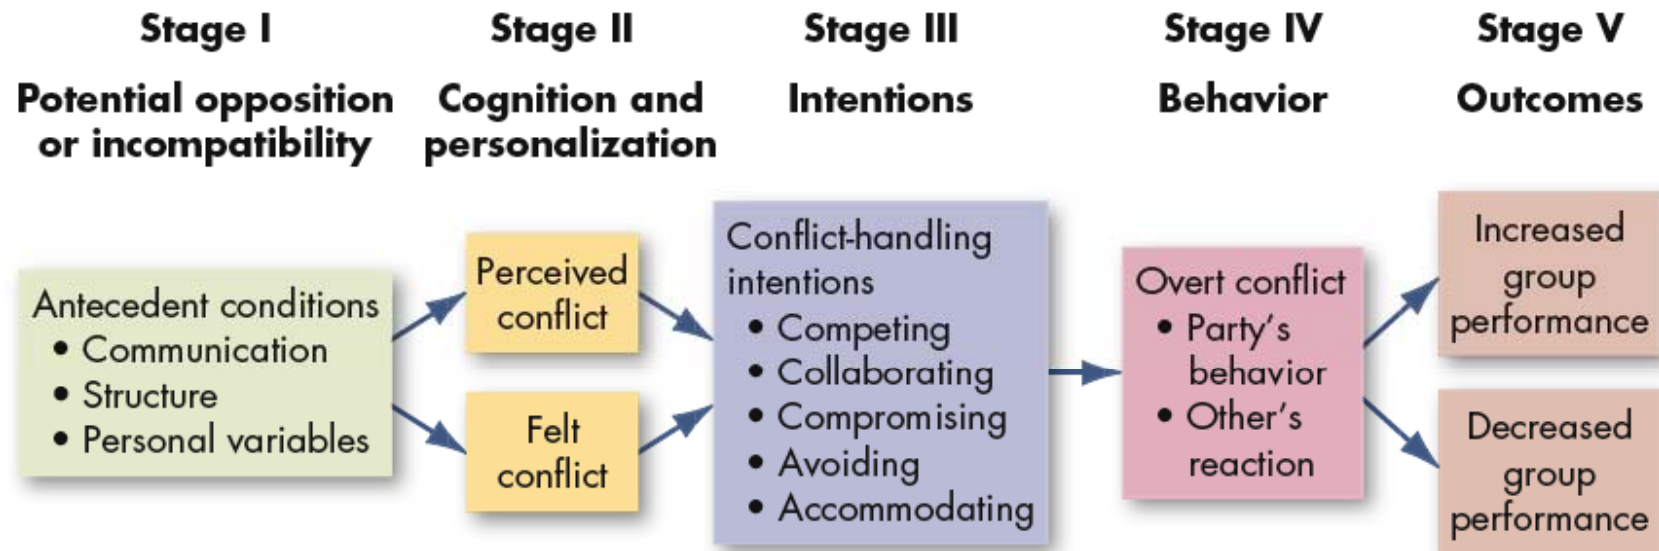 Stage I
Potential opposition
or incompatibility
Stage II
Cognition and
personalization
Stage III
Intentions
Stage IV
Behavior
Stage V
Outcomes
Antecedent conditions
• Communication
• Structure
• Personal variables
Perceived
conflict
Felt
conflict
Conflict-handling
intentions
• Competing
• Collaborating
• Compromising
• Avoiding
• Accommodating
Overt conflict
• Party’s
behavior
• Other’s
reaction
Increased
group
performance
Decreased
group
performance